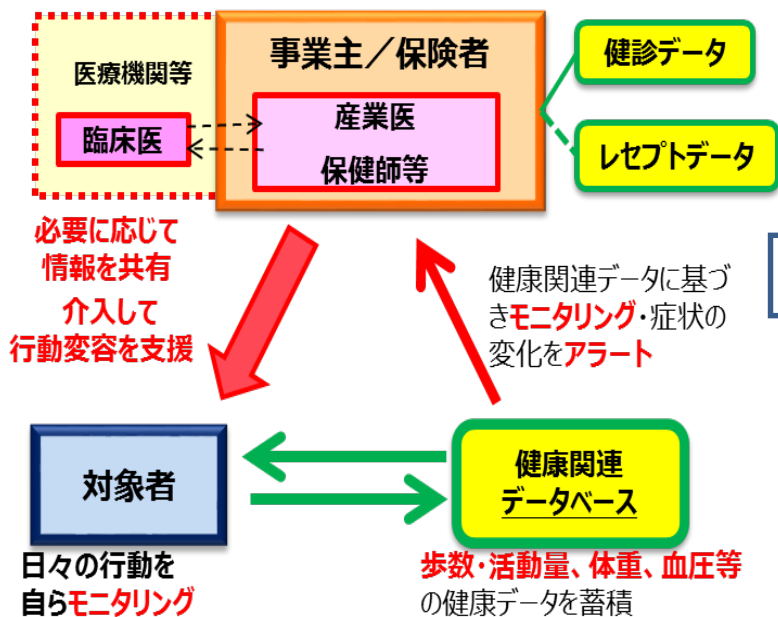 医療機関等
臨床医
事業主／保険者
産業医
保健師等
健診データ
レセプトデータ
必要に応じて
情報を共有
介入して
行動変容を支援
健康関連データに基づ
きモニタリング・症状の
変化をアラート
対象者
健康関連
データベース
日々の行動を
自らモニタリング
歩数・活動量、体重、血圧等
の健康データを蓄積